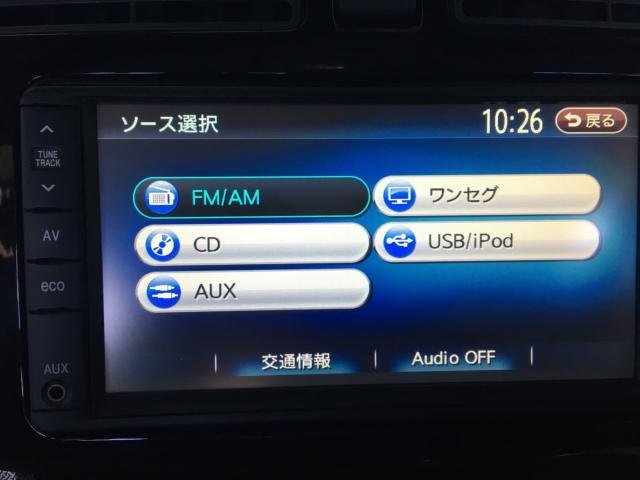 ソース選択 10:26 戻る
TUNE
TRACK
FM/AM ワンセグ
AV
CD USB/iPod
eco
AUX
交通情報 Audio OFF
AUX